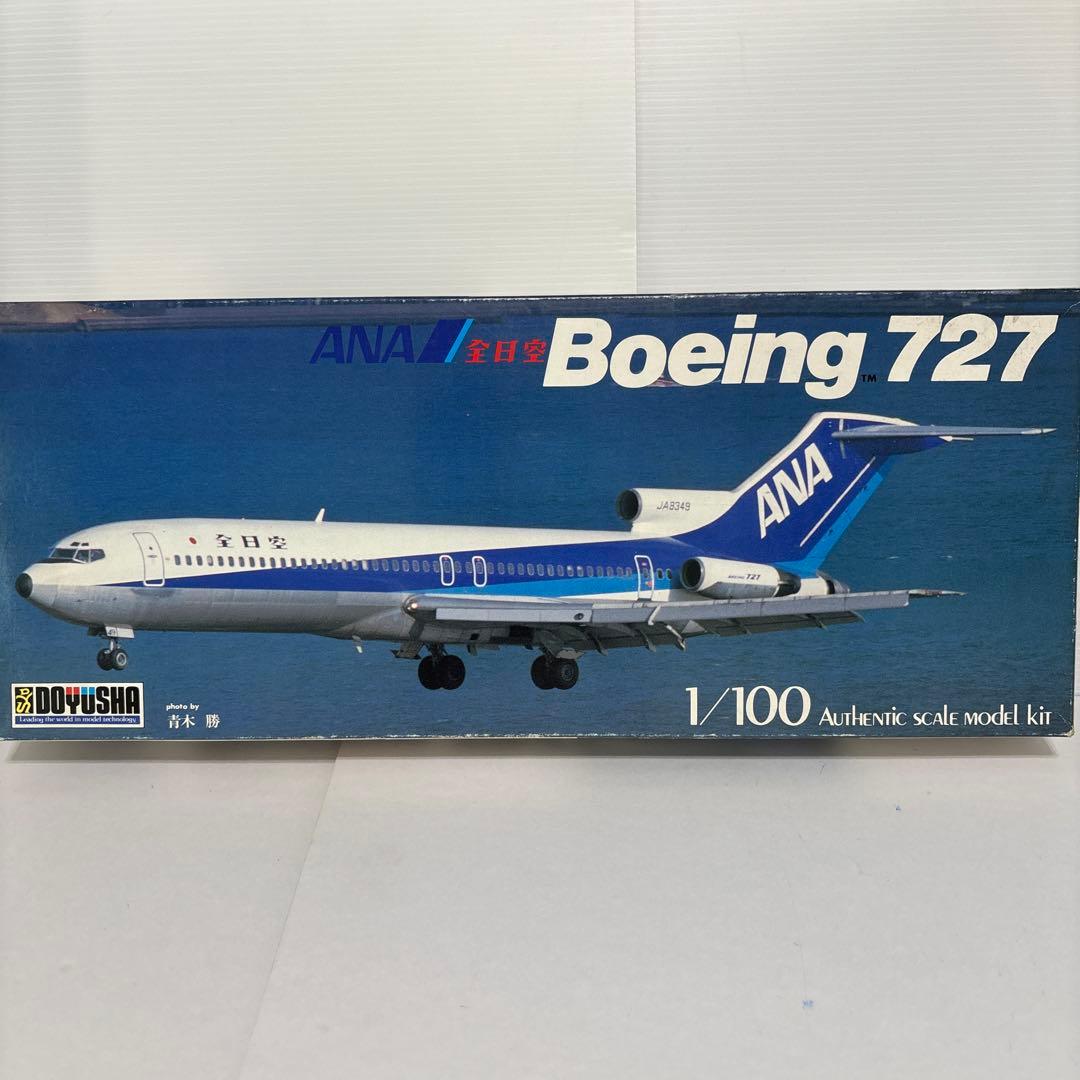 ANA 全日空 Boeing 727
TM
ANA
JA8349
全日空
BOEING 727
DOYUSHA
Leading the world in model technology.
photo by
青木 勝
1/100 Authentic scale model kit